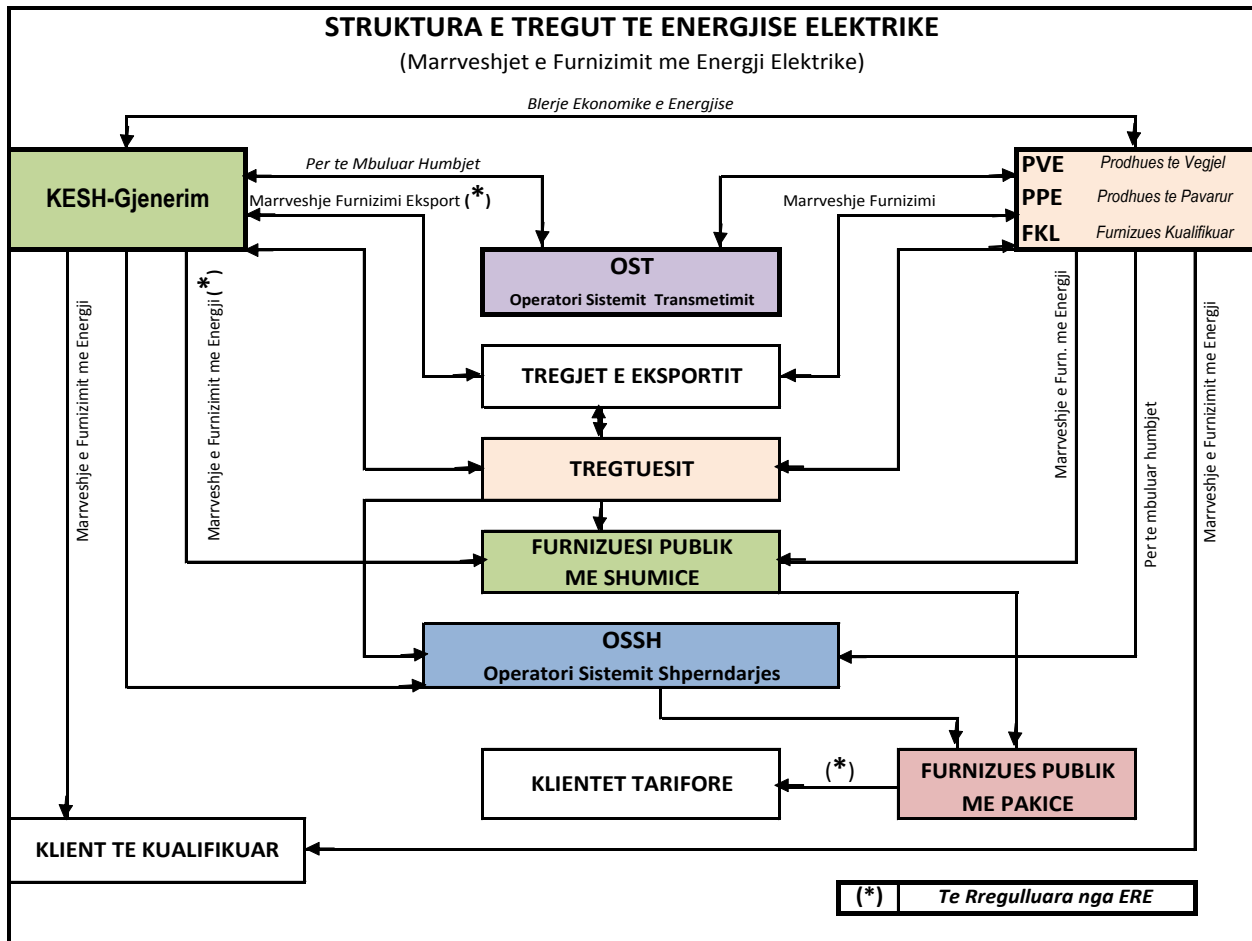 STRUKTURA E TREGUT TE ENERGJISE ELEKTRIKE
(Marrveshjet e Furnizimit me Energji Elektrike)
Blerje Ekonomike e Energjise
KESH-Gjenerim
Per te Mbuluar Humbjet
Marrveshje Furnizimi Eksport (*)
Marrveshje Furnizimi
PVE Prodhues te Vegjel
PPE Prodhues te Pavarur
FKL Furnizues Kualifikuar
OST
Operatori Sistemit Transmetimit
Marrveshje e Furnizimit me Energji
Marrveshje e Furnizimit me Energji (*)
Marrveshje e Furn. me Energji
Per te mbuluar humbjet
Marrveshje e Furnizimit me Energji
TREGJET E EKSPORTIT
TREGTUESIT
FURNIZUESI PUBLIK
ME SHUMICE
OSSH
Operatori Sistemit Shperndarjes
KLIENTET TARIFORE
(*)
FURNIZUES PUBLIK
ME PAKICE
KLIENT TE KUALIFIKUAR
(*) Te Rregulluara nga ERE